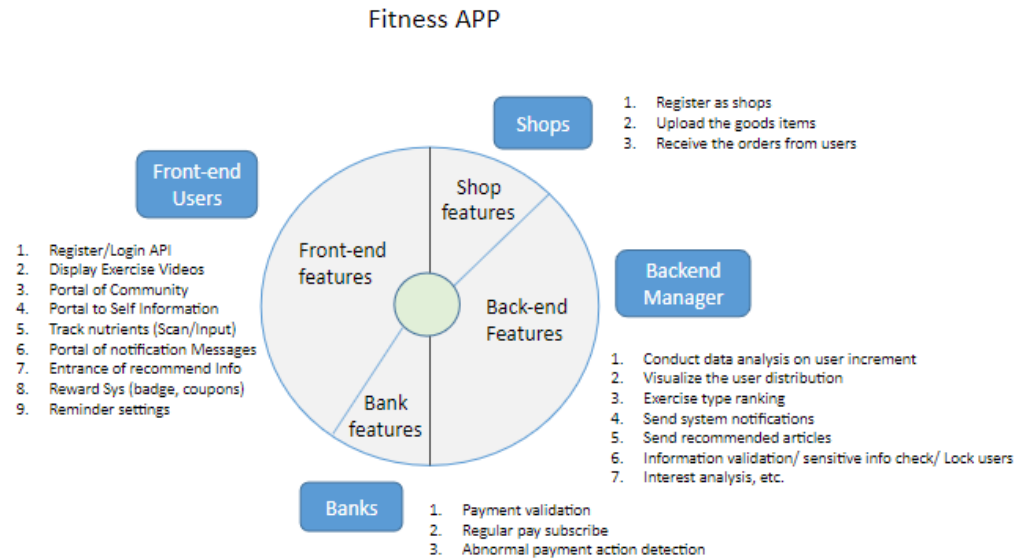 Fitness APP
Shops
1. Register as shops
2. Upload the goods items
3. Receive the orders from users
Front-end
Users
1. Register/Login API
2. Display Exercise Videos
3. Portal of Community
4. Portal to Self Information
5. Track nutrients (Scan/Input)
6. Portal of notification Messages
7. Entrance of recommend Info
8. Reward Sys (badge, coupons)
9. Reminder settings
Front-end
features
Shop
features
Back-end
Features
Bank
features
Backend
Manager
1. Conduct data analysis on user increment
2. Visualize the user distribution
3. Exercise type ranking
4. Send system notifications
5. Send recommended articles
6. Information validation/ sensitive info check/ Lock users
7. Interest analysis, etc.
Banks
1. Payment validation
2. Regular pay subscribe
3. Abnormal payment action detection